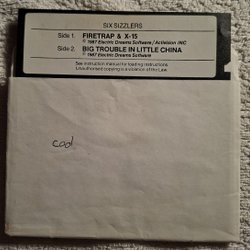 SIX SIZZLERS
Side 1. FIRETRAP & X-15
© 1987 Electric Dreams Software / Activision INC
Side 2. BIG TROUBLE IN LITTLE CHINA
© 1987 Electric Dreams Software
See instruction manual for loading instructions
Unauthorised copying is a violation of the Law.
cool